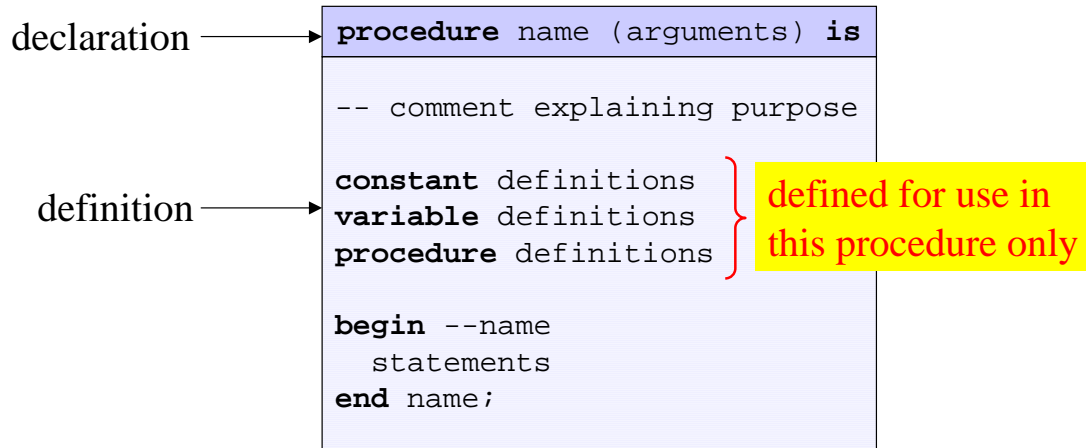 declaration
procedure name (arguments) is
-- comment explaining purpose
definition
constant definitions
variable definitions
procedure definitions
defined for use in
this procedure only
begin --name
statements
end name;